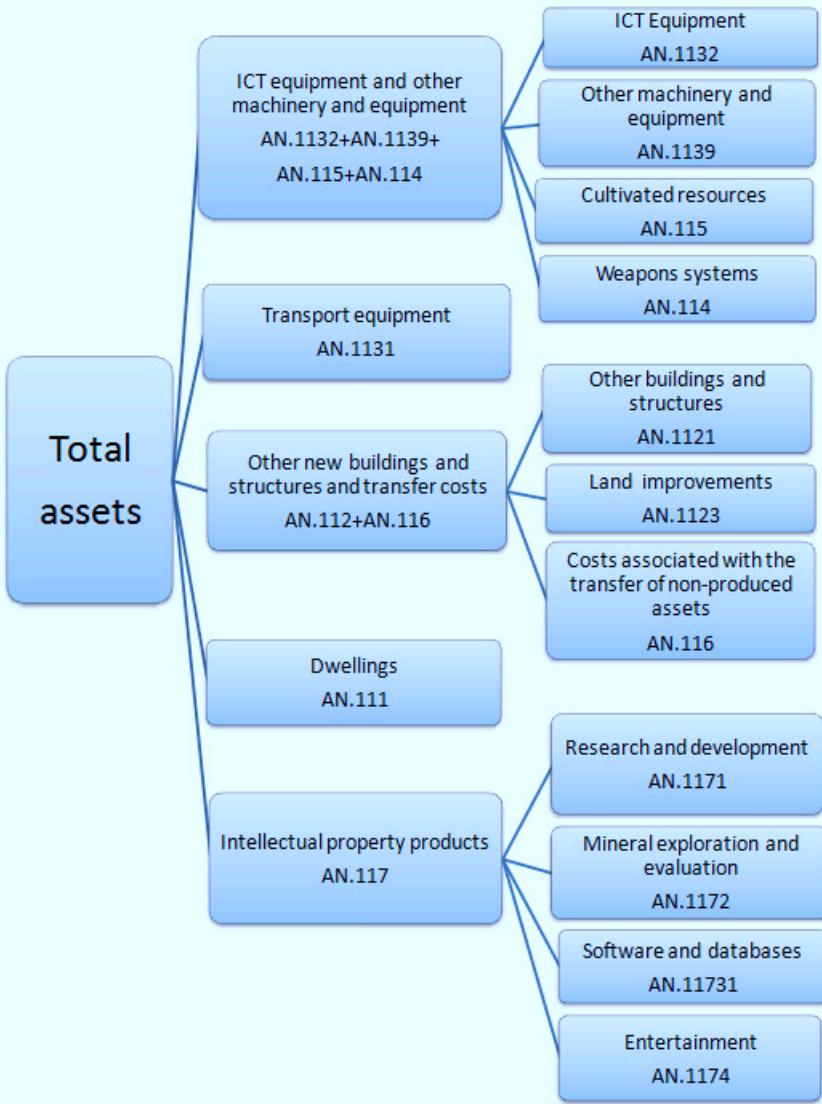 Total
assets
ICT equipment and other
machinery and equipment
AN.1132+AN.1139+
AN.115+AN.114
ICT Equipment
AN.1132
Other machinery and
equipment
AN.1139
Cultivated resources
AN.115
Weapons systems
AN.114
Transport equipment
AN.1131
Other new buildings and
structures and transfer costs
AN.112+AN.116
Other buildings and
structures
AN.1121
Land improvements
AN.1123
Costs associated with the
transfer of non-produced
assets
AN.116
Dwellings
AN.111
Intellectual property products
AN.117
Research and development
AN.1171
Mineral exploration and
evaluation
AN.1172
Software and databases
AN.11731
Entertainment
AN.1174